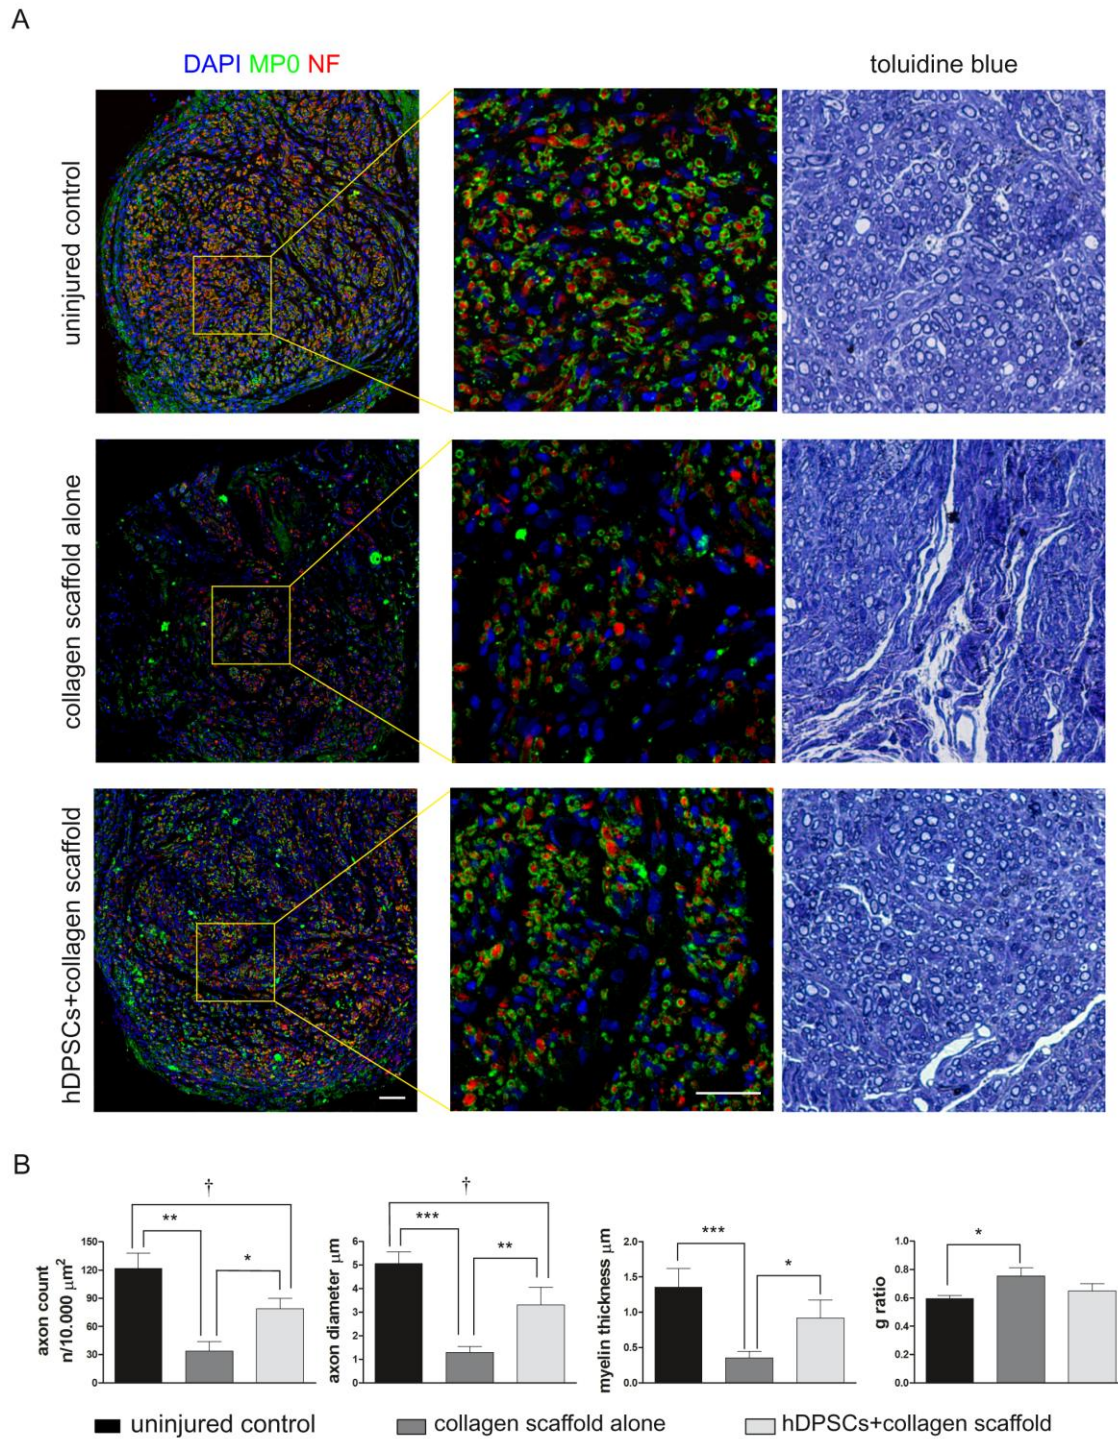 A
DAPI MP0 NF
toluidine blue
uninjured control
collagen scaffold alone
hDPSCs+collagen scaffold
B
axon count
n/10.000 μm²
150
120
90
60
30
0
**
*
†
axon diameter μm
6
5
4
3
2
1
0
***
**
†
myelin thickness μm
2.0
1.5
1.0
0.5
0.0
***
*
g ratio
1.0
0.8
0.6
0.4
0.2
0.0
*
uninjured control
collagen scaffold alone
hDPSCs+collagen scaffold